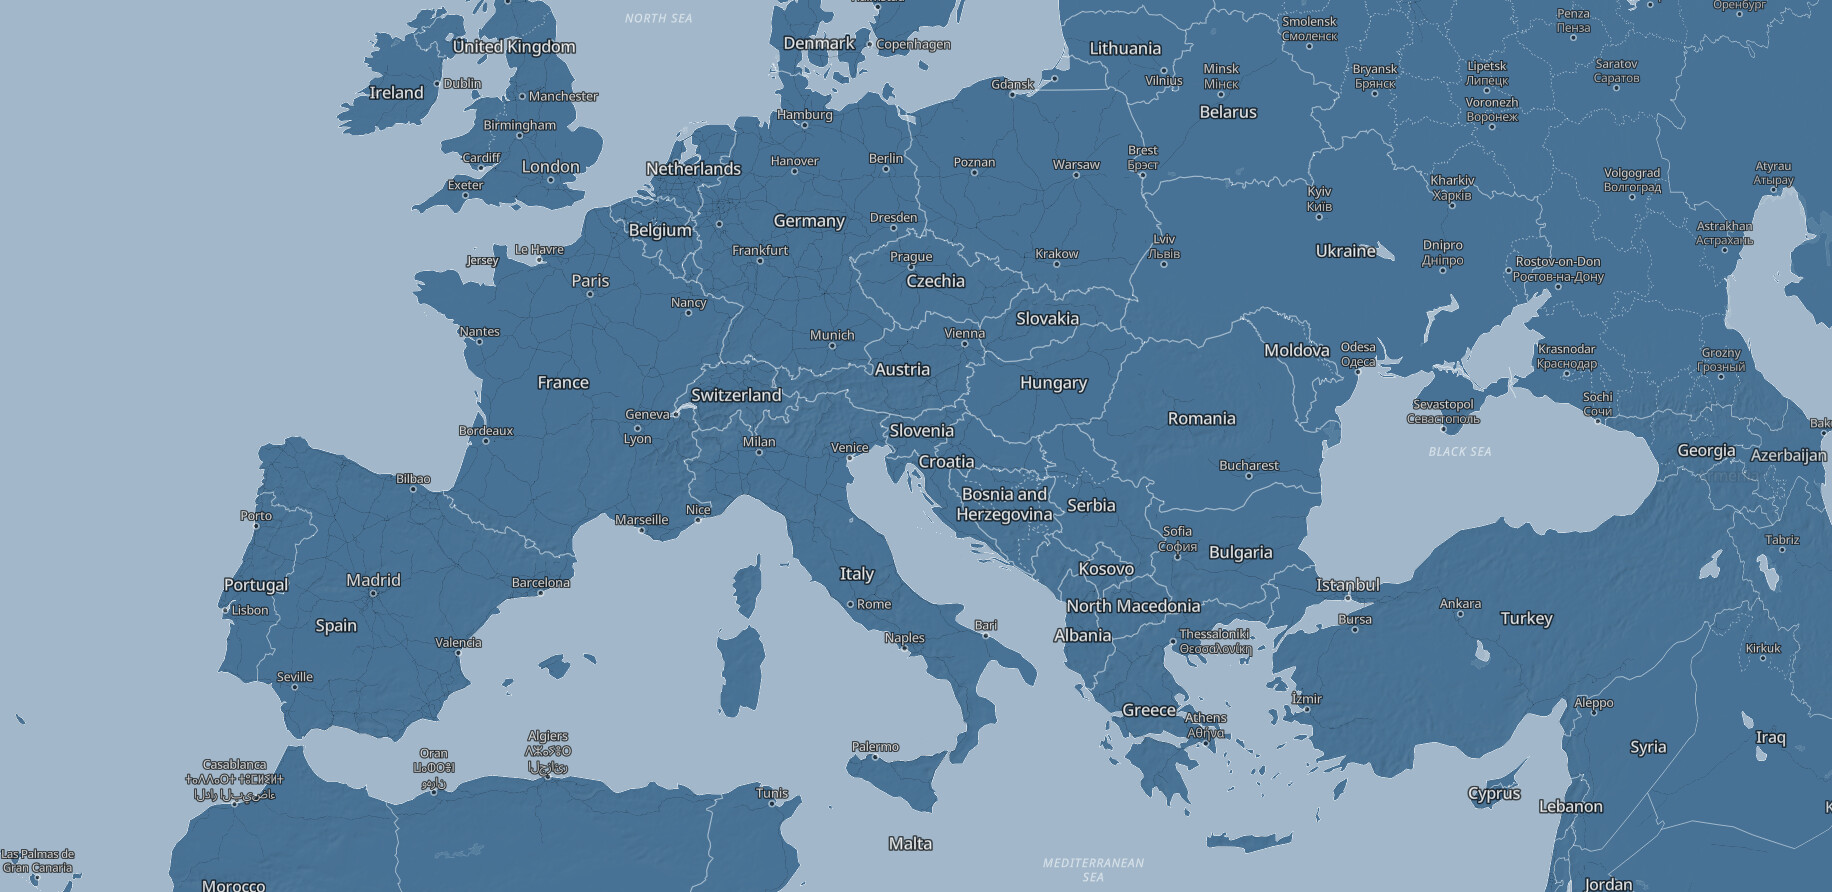 NORTH SEA
United Kingdom
Denmark
Copenhagen
Lithuania
Vilnius
Smolensk
Смоленск
Penza
Пенза
Оренбург
Ireland
Dublin
Manchester
Birmingham
Cardiff
London
Exeter
Hamburg
Gdansk
Minsk
Мінск
Belarus
Bryansk
Брянск
Lipetsk
Липецк
Voronezh
Воронеж
Saratov
Саратов
Netherlands
Hanover
Berlin
Poznan
Warsaw
Brest
Брэст
Kyiv
Київ
Kharkiv
Харків
Volgograd
Волгоград
Atyrau
Атырау
Belgium
Germany
Dresden
Frankfurt
Prague
Czechia
Krakow
Lviv
Львів
Ukraine
Dnipro
Дніпро
Rostov-on-Don
Ростов-на-Дону
Astrakhan
Астрахань
Jersey
Le Havre
Paris
Nancy
Nantes
Munich
Vienna
Slovakia
Moldova
Odesa
Одеса
Krasnodar
Краснодар
Grozny
Грозный
France
Switzerland
Austria
Hungary
Romania
Sevastopol
Севастополь
Sochi
Сочи
Geneva
Lyon
Bordeaux
Milan
Venice
Slovenia
Croatia
BLACK SEA
Georgia
Azerbaijan
Bilbao
Bosnia and
Herzegovina
Serbia
Bucharest
Porto
Marseille
Nice
Sofia
София
Bulgaria
Tabriz
Portugal
Madrid
Barcelona
Italy
Kosovo
Istanbul
Lisbon
Spain
Valencia
Rome
Naples
Bari
North Macedonia
Albania
Thessaloniki
Θεσσαλονίκη
Bursa
Ankara
Turkey
Kirkuk
Seville
Greece
Athens
Αθήνα
İzmir
Aleppo
Casablanca
Oran
ⵡⴰⵀⵔⴰⵏ
Algiers
Palermo
Syria
Iraq
Tunis
Cyprus
Lebanon
Malta
MEDITERRANEAN
SEA
Las Palmas de
Gran Canaria
Morocco
Jordan